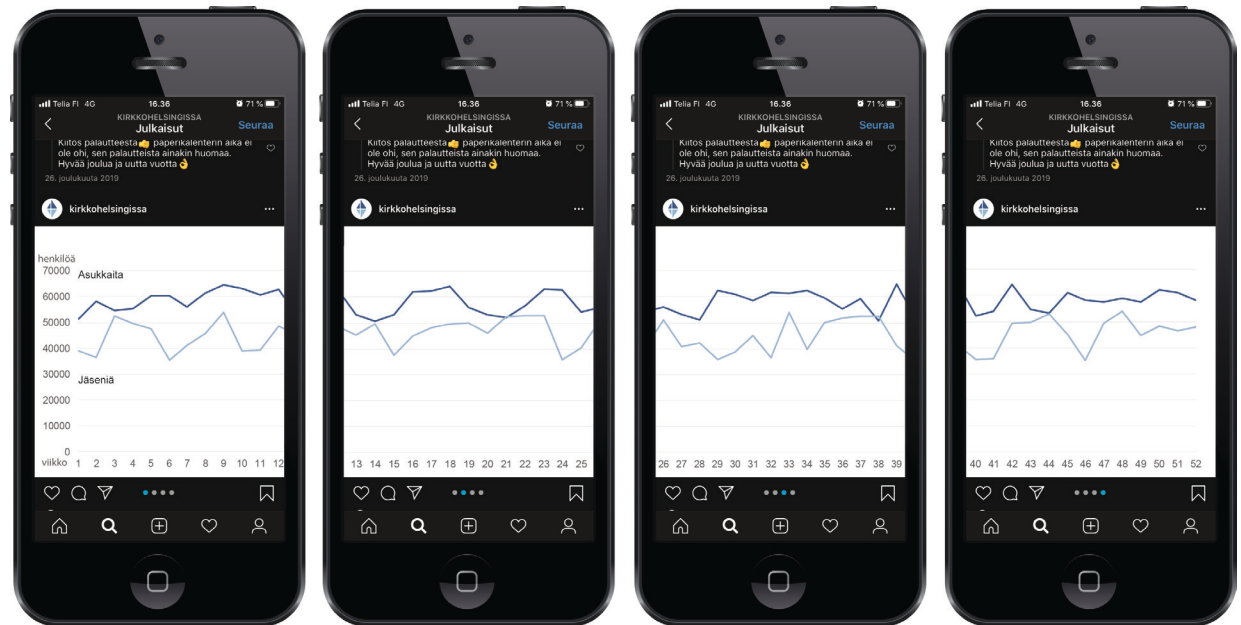 Telia FI 4G 16.36 71 %
KIRKKOHELSINGISSA
Julkaisut
Seuraa
Kiitos palautteesta👍 paperikalenterin aika ei
ole ohi, sen palautteista ainakin huomaa.
Hyvää joulua ja uutta vuotta👌
26. joulukuuta 2019
kirkkohelsingissa
henkilöä
70000
Asukkaita
60000
50000
40000
30000
Jäseniä
20000
10000
0
viikko 1 2 3 4 5 6 7 8 9 10 11 12
Telia FI 4G 16.36 71 %
KIRKKOHELSINGISSA
Julkaisut
Seuraa
Kiitos palautteesta👍 paperikalenterin aika ei
ole ohi, sen palautteista ainakin huomaa.
Hyvää joulua ja uutta vuotta👌
26. joulukuuta 2019
kirkkohelsingissa
13 14 15 16 17 18 19 20 21 22 23 24 25
Telia FI 4G 16.36 71 %
KIRKKOHELSINGISSA
Julkaisut
Seuraa
Kiitos palautteesta👍 paperikalenterin aika ei
ole ohi, sen palautteista ainakin huomaa.
Hyvää joulua ja uutta vuotta👌
26. joulukuuta 2019
kirkkohelsingissa
26 27 28 29 30 31 32 33 34 35 36 37 38 39
Telia FI 4G 16.36 71 %
KIRKKOHELSINGISSA
Julkaisut
Seuraa
Kiitos palautteesta👍 paperikalenterin aika ei
ole ohi, sen palautteista ainakin huomaa.
Hyvää joulua ja uutta vuotta👌
26. joulukuuta 2019
kirkkohelsingissa
40 41 42 43 44 45 46 47 48 49 50 51 52